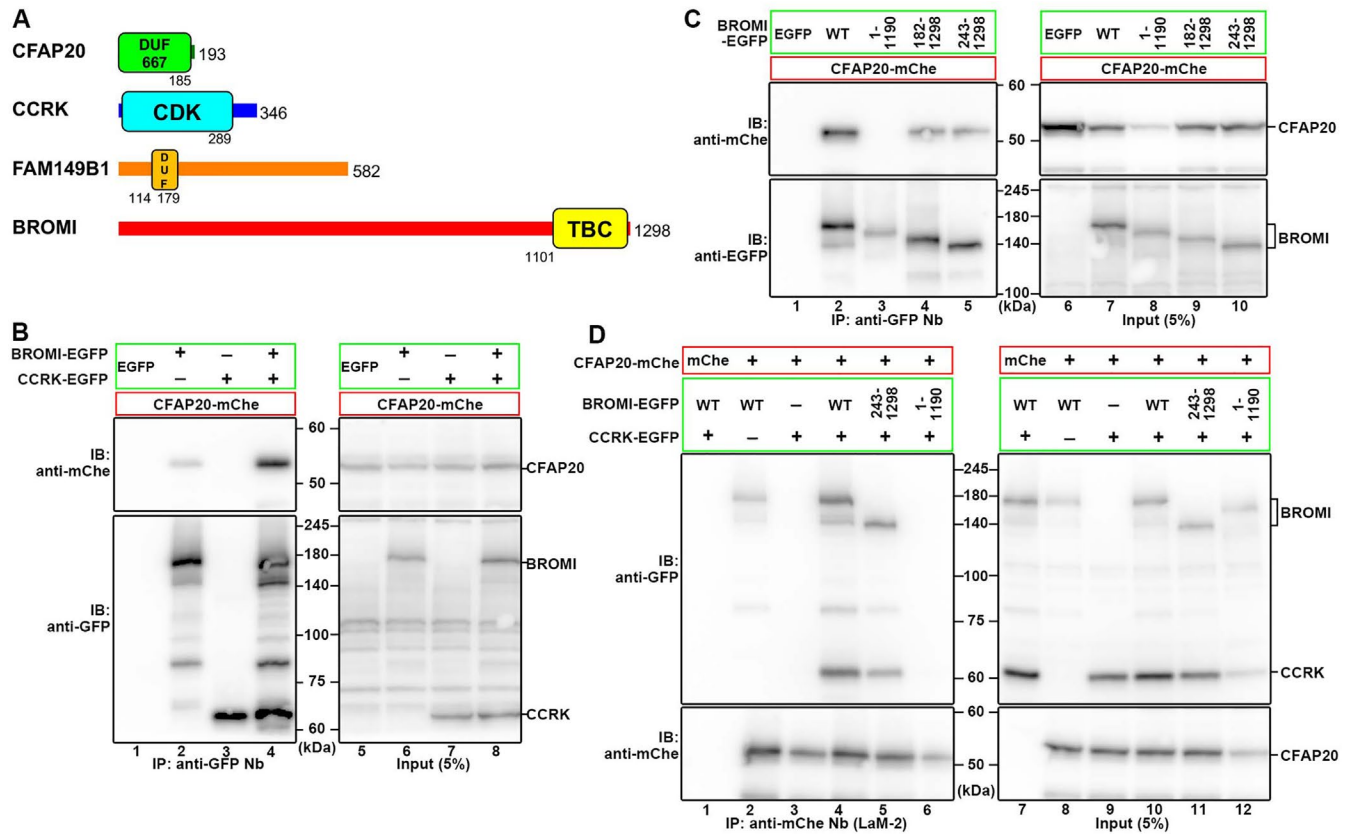 A
CFAP20
DUF
667
193
185
CCRK
CDK
346
289
FAM149B1
D
U
F
582
114 179
BROMI
TBC
1298
1101
B
BROMI-EGFP
CCRK-EGFP
EGFP + – +
– + +
CFAP20-mChe
EGFP + – +
– + +
CFAP20-mChe
IB:
anti-mChe
60
50
CFAP20
IB:
anti-GFP
245
180
140
100
75
60
(kDa)
BROMI
CCRK
1 2 3 4
IP: anti-GFP Nb
5 6 7 8
Input (5%)
C
BROMI
-EGFP
EGFP WT 1-1190 182-1298 243-1298
CFAP20-mChe
EGFP WT 1-1190 182-1298 243-1298
CFAP20-mChe
IB:
anti-mChe
60
50
CFAP20
IB:
anti-EGFP
245
180
140
100
(kDa)
BROMI
1 2 3 4 5
IP: anti-GFP Nb
6 7 8 9 10
Input (5%)
D
CFAP20-mChe
mChe + + + + +
mChe + + + + +
BROMI-EGFP
WT WT – WT 243-1298 1-1190
WT WT – WT 243-1298 1-1190
CCRK-EGFP
+ – + + + +
+ – + + + +
IB:
anti-GFP
245
180
140
100
75
60
BROMI
CCRK
IB:
anti-mChe
60
50
(kDa)
CFAP20
1 2 3 4 5 6
IP: anti-mChe Nb (LaM-2)
7 8 9 10 11 12
Input (5%)